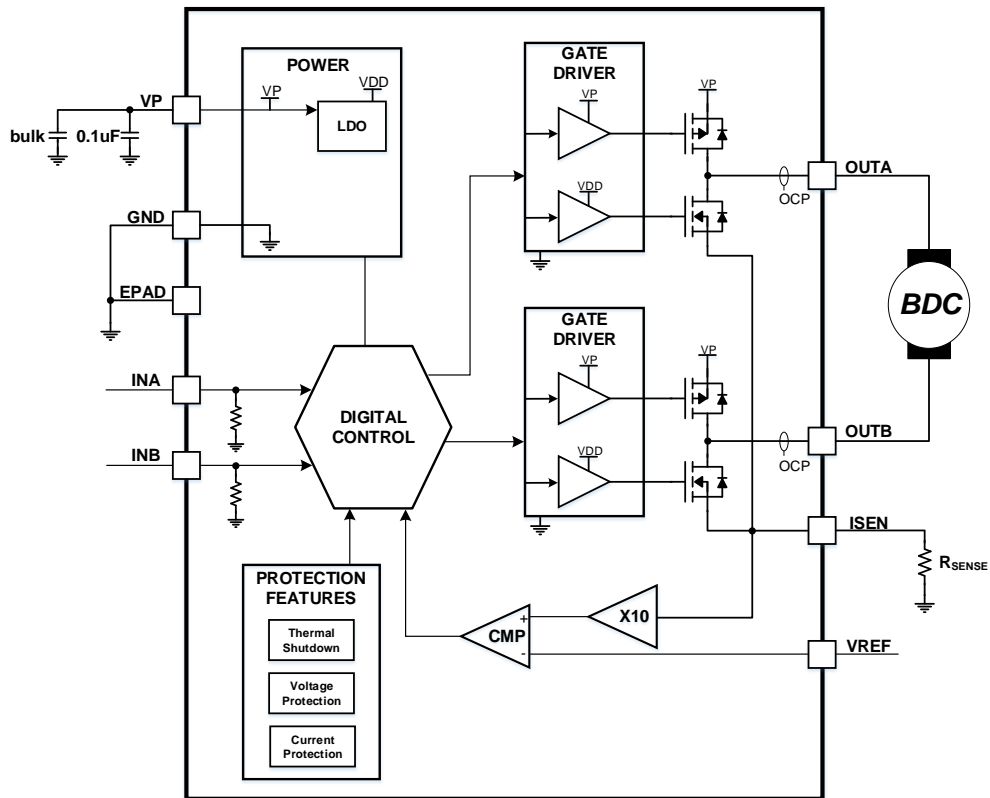 POWER
VP
VDD
LDO
VP
bulk
0.1uF
GND
EPAD
INA
INB
DIGITAL
CONTROL
PROTECTION
FEATURES
Thermal
Shutdown
Voltage
Protection
Current
Protection
GATE
DRIVER
VP
VDD
VP
OCP
OUTA
BDC
GATE
DRIVER
VP
VDD
VP
OCP
OUTB
ISEN
RSENSE
X10
CMP
+
-
VREF